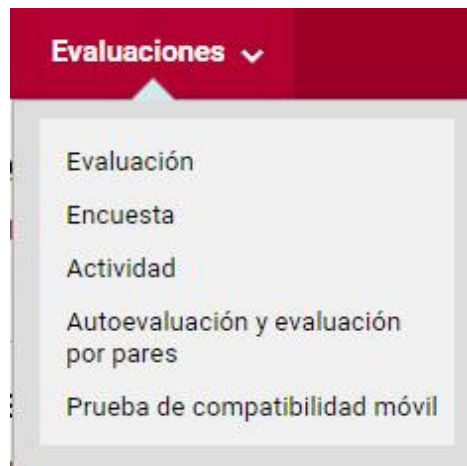 Evaluaciones
Evaluación
Encuesta
Actividad
Autoevaluación y evaluación
por pares
Prueba de compatibilidad móvil